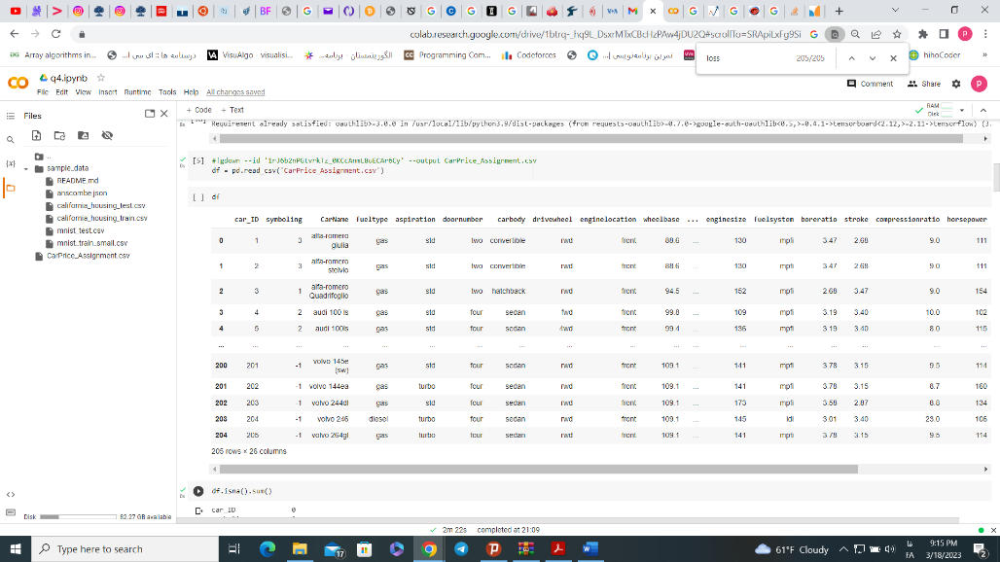 colab.research.google.com/drive/1btrq-_hq9L_DsxrMTxCBcHzPAw4jDU2Q#scrollTo=SRApitxFg9Si
Array algorithms in...
VisuAlgo - visualisi...
Programming Com...
Codeforces
hihoCoder
»
loss
205/205
q4.ipynb
File Edit View Insert Runtime Tools Help All changes saved
Comment
Share
p
Files
+ Code + Text
RAM
Disk
..
sample_data
README.md
anscombe.json
california_housing_test.csv
california_housing_train.csv
mnist_test.csv
mnist_train_small.csv
CarPrice_Assignment.csv
Requirement already satisfied: oauthlib>=3.0.0 in /usr/local/lib/python3.9/dist-packages (from requests-oauthlib>=0.7.0->google-auth-oauthlib<0.5,>=0.4.1->tensorboard<2.12,>=2.11->tensorflow) (3.
[5] #!gdown --id '1rJ6b2nPGtvrkTz_0KCcAnmL8uECAr6Cy' --output CarPrice_Assignment.csv
df = pd.read_csv('CarPrice_Assignment.csv')
[ ] df
car_ID symboling CarName fueltype aspiration doornumber carbody drivewheel enginelocation wheelbase ... enginesize fuelsystem boreratio stroke compressionratio horsepower
0 1 3 alfa-romero giulia gas std two convertible rwd front 88.6 ... 130 mpfi 3.47 2.68 9.0 111
1 2 3 alfa-romero stelvio gas std two convertible rwd front 88.6 ... 130 mpfi 3.47 2.68 9.0 111
2 3 1 alfa-romero Quadrifoglio gas std two hatchback rwd front 94.5 ... 152 mpfi 2.68 3.47 9.0 154
3 4 2 audi 100 ls gas std four sedan fwd front 99.8 ... 109 mpfi 3.19 3.40 10.0 102
4 5 2 audi 100ls gas std four sedan 4wd front 99.4 ... 136 mpfi 3.19 3.40 8.0 115
... ... ... ... ... ... ... ... ... ... ... ... ... ... ... ... ... ...
200 201 -1 volvo 145e (sw) gas std four sedan rwd front 109.1 ... 141 mpfi 3.78 3.15 9.5 114
201 202 -1 volvo 144ea gas turbo four sedan rwd front 109.1 ... 141 mpfi 3.78 3.15 8.7 160
202 203 -1 volvo 244dl gas std four sedan rwd front 109.1 ... 173 mpfi 3.58 2.87 8.8 134
203 204 -1 volvo 246 diesel turbo four sedan rwd front 109.1 ... 145 idi 3.01 3.40 23.0 106
204 205 -1 volvo 264gl gas turbo four sedan rwd front 109.1 ... 141 mpfi 3.78 3.15 9.5 114
205 rows × 26 columns
df.isna().sum()
car_ID 0
Disk 82.27 GB available
2m 22s completed at 21:09
Type here to search
17
61°F Cloudy
فا
FA
9:15 PM
3/18/2023
2